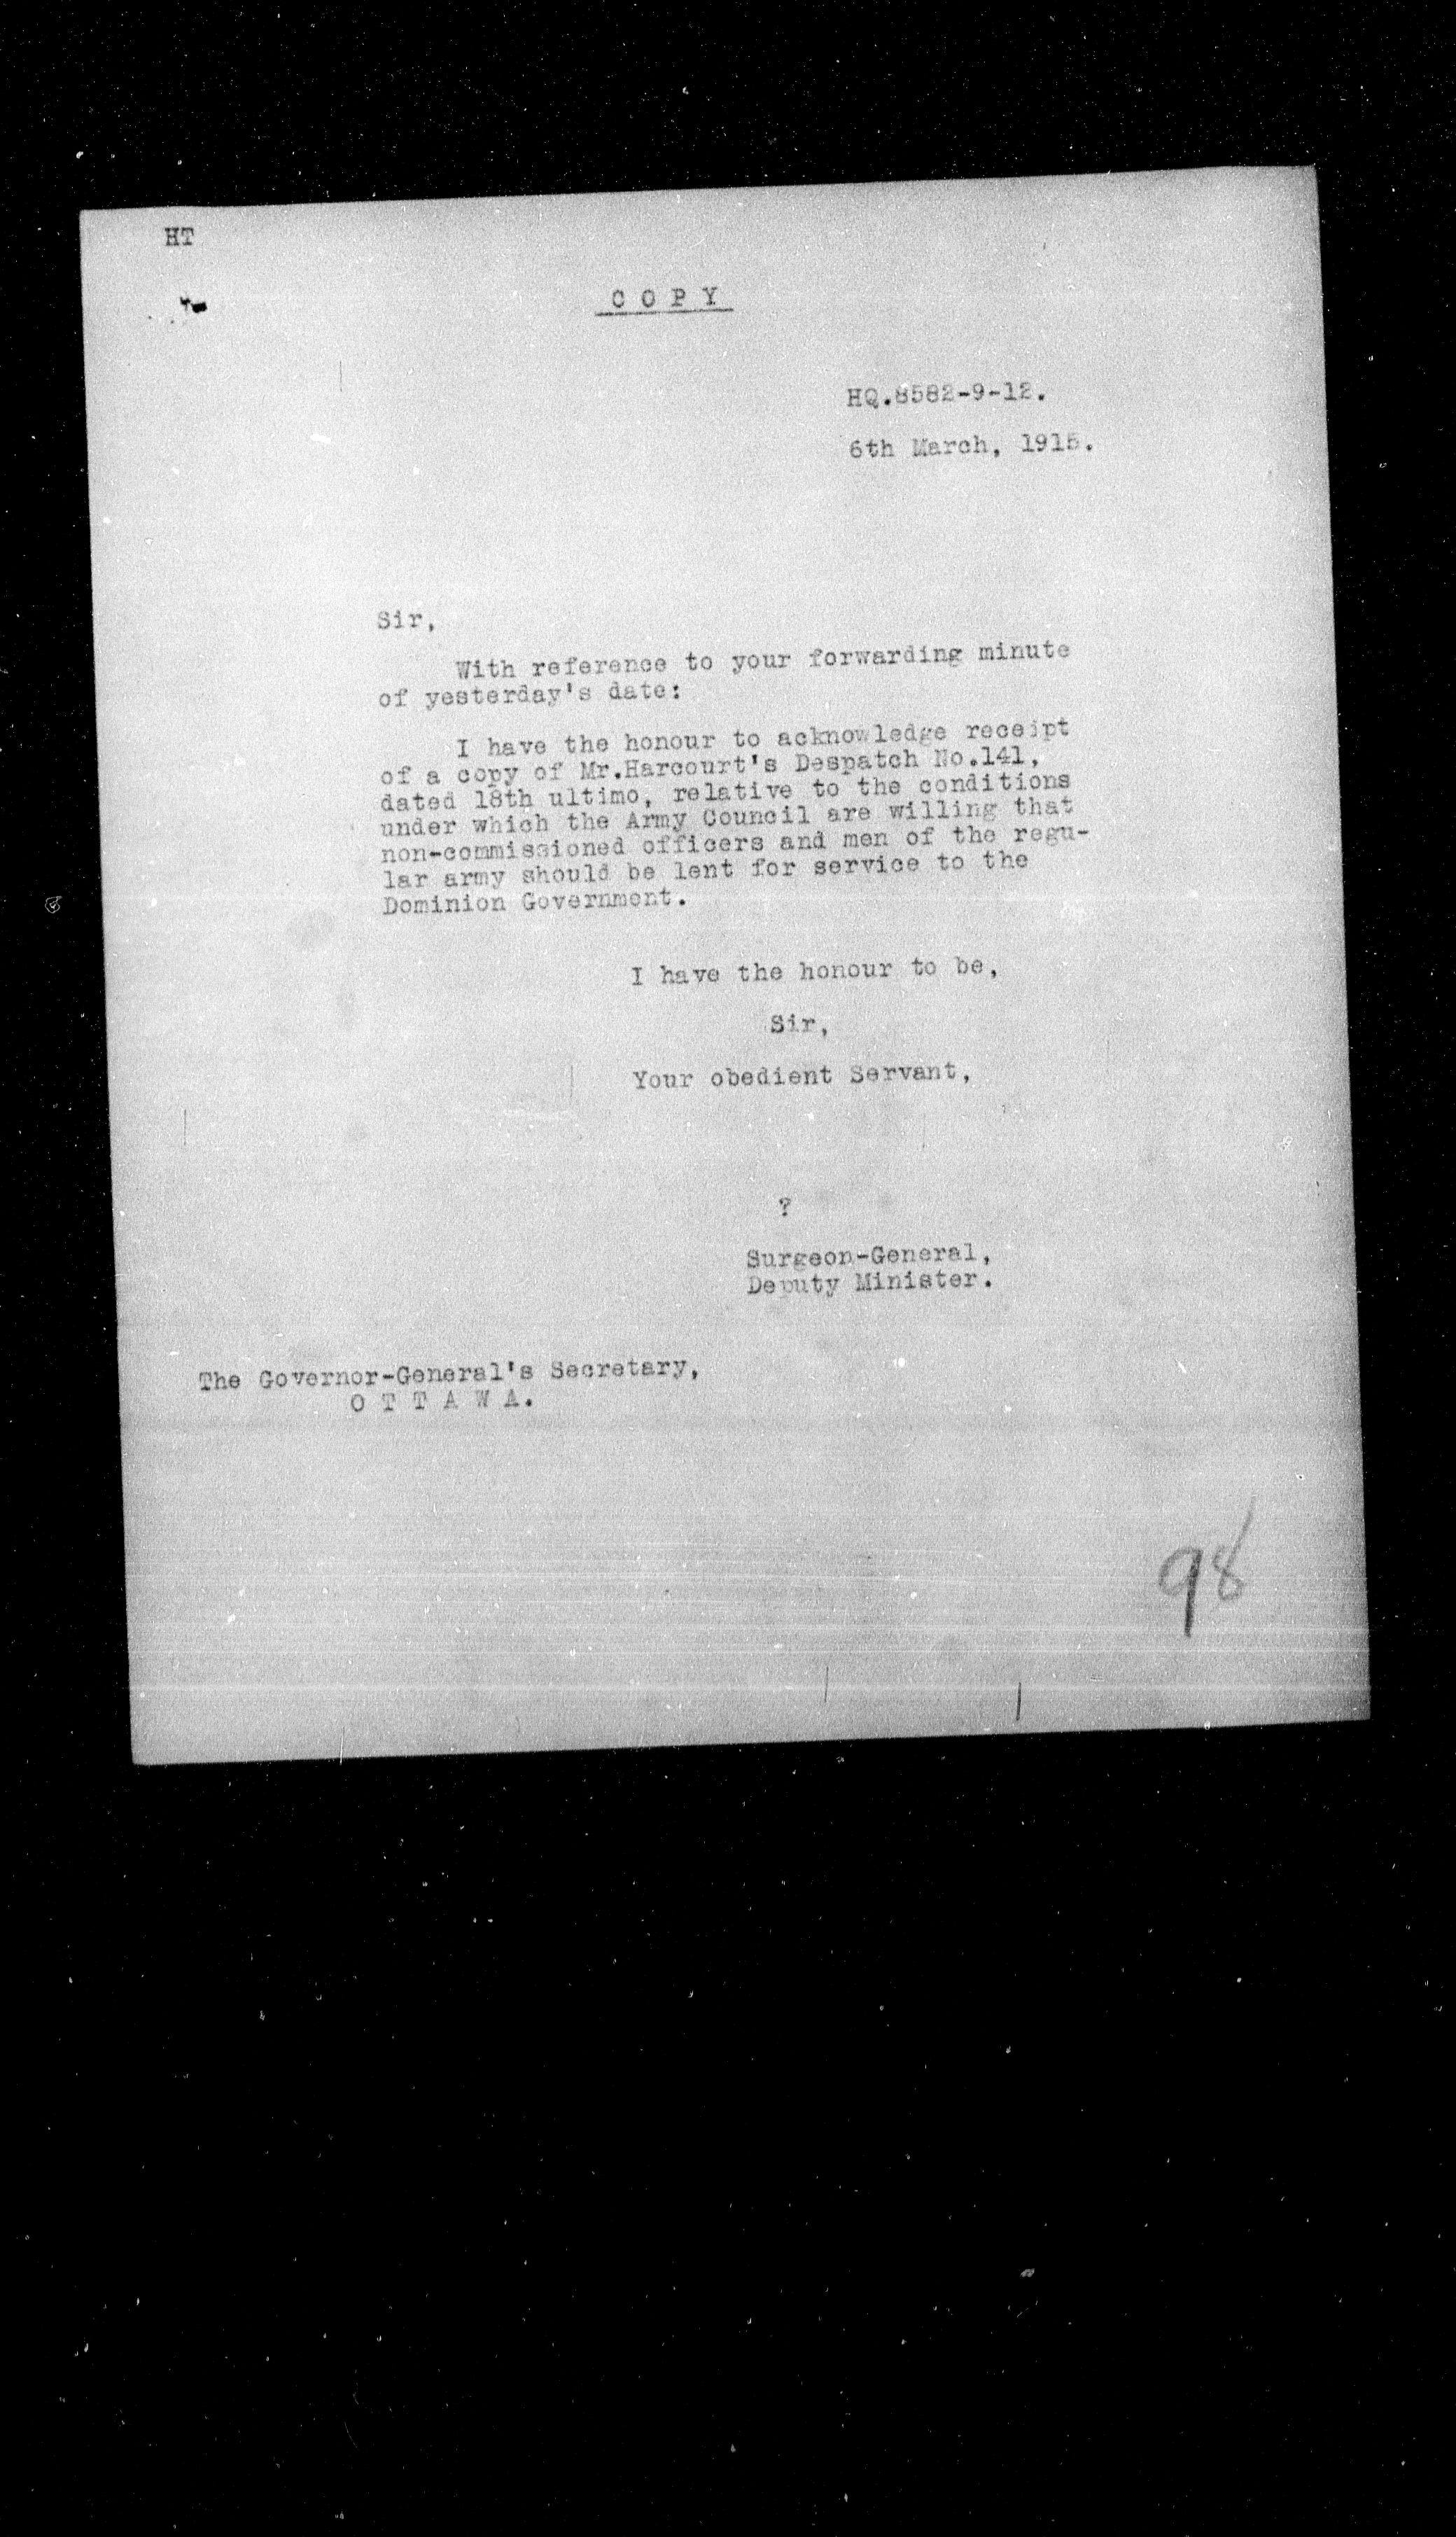 HT
C O P Y
HQ.8582-9-12.
6th March, 1915.
Sir,
With reference to your forwarding minute
of yesterday's date:
I have the honour to acknowledge receipt
of a copy of Mr.Harcourt's Despatch No.141,
dated 18th ultimo, relative to the conditions
under which the Army Council are willing that
non-commissioned officers and men of the regu-
lar army should be lent for service to the
Dominion Government.
I have the honour to be,
Sir,
Your obedient Servant,
?
Surgeon-General,
Deputy Minister.
The Governor-General's Secretary,
O T T A W A.
98